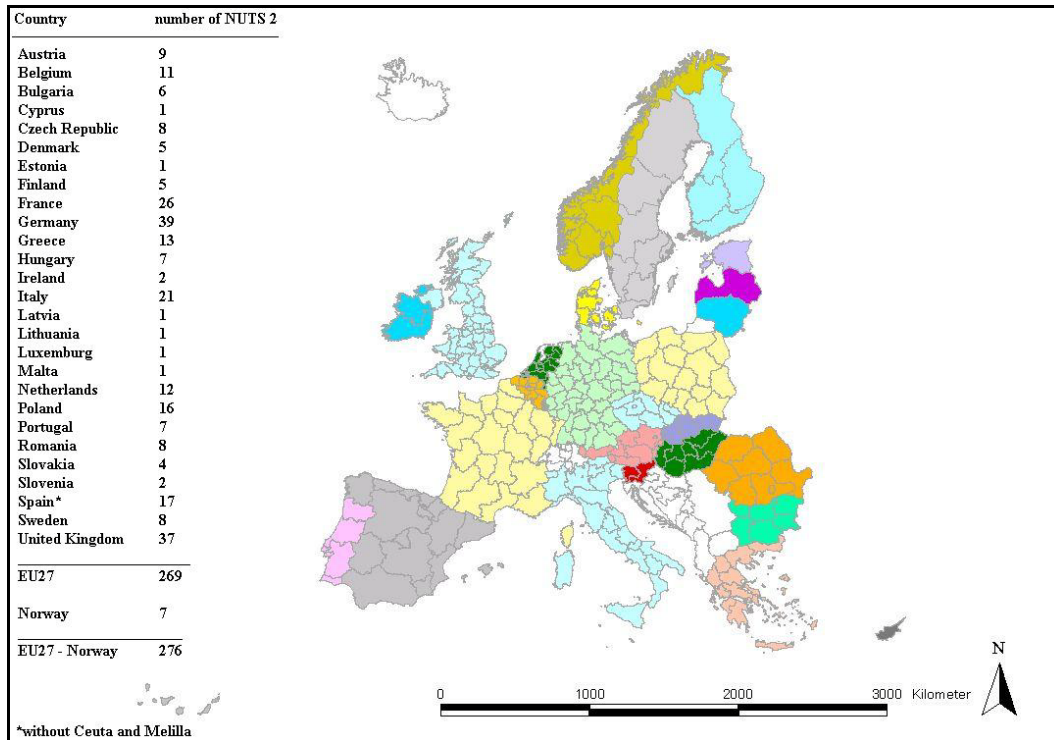 Country number of NUTS 2
Austria 9
Belgium 11
Bulgaria 6
Cyprus 1
Czech Republic 8
Denmark 5
Estonia 1
Finland 5
France 26
Germany 39
Greece 13
Hungary 7
Ireland 2
Italy 21
Latvia 1
Lithuania 1
Luxemburg 1
Malta 1
Netherlands 12
Poland 16
Portugal 7
Romania 8
Slovakia 4
Slovenia 2
Spain* 17
Sweden 8
United Kingdom 37
EU27 269
Norway 7
EU27 - Norway 276
*without Ceuta and Melilla
N
0 1000 2000 3000 Kilometer